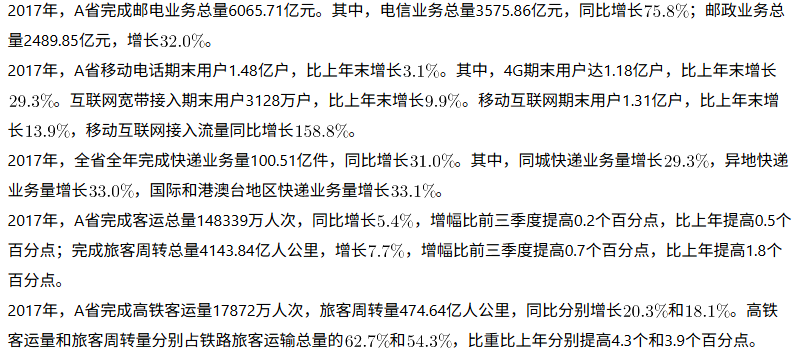 2017年，A省完成邮电业务总量6065.71亿元。其中，电信业务总量3575.86亿元，同比增长75.8%；邮政业务总
量2489.85亿元，增长32.0%。
2017年，A省移动电话期末用户1.48亿户，比上年末增长3.1%。其中，4G期末用户达1.18亿户，比上年末增长
29.3%。互联网宽带接入期末用户3128万户，比上年末增长9.9%。移动互联网期末用户1.31亿户，比上年末增
长13.9%，移动互联网接入流量同比增长158.8%。
2017年，全省全年完成快递业务量100.51亿件，同比增长31.0%。其中，同城快递业务量增长29.3%，异地快递
业务量增长33.0%，国际和港澳台地区快递业务量增长33.1%。
2017年，A省完成客运总量148339万人次，同比增长5.4%，增幅比前三季度提高0.2个百分点，比上年提高0.5个
百分点；完成旅客周转总量4143.84亿人公里，增长7.7%，增幅比前三季度提高0.7个百分点，比上年提高1.8个
百分点。
2017年，A省完成高铁客运量17872万人次，旅客周转量474.64亿人公里，同比分别增长20.3%和18.1%。高铁
客运量和旅客周转量分别占铁路旅客运输总量的62.7%和54.3%，比重比上年分别提高4.3个和3.9个百分点。